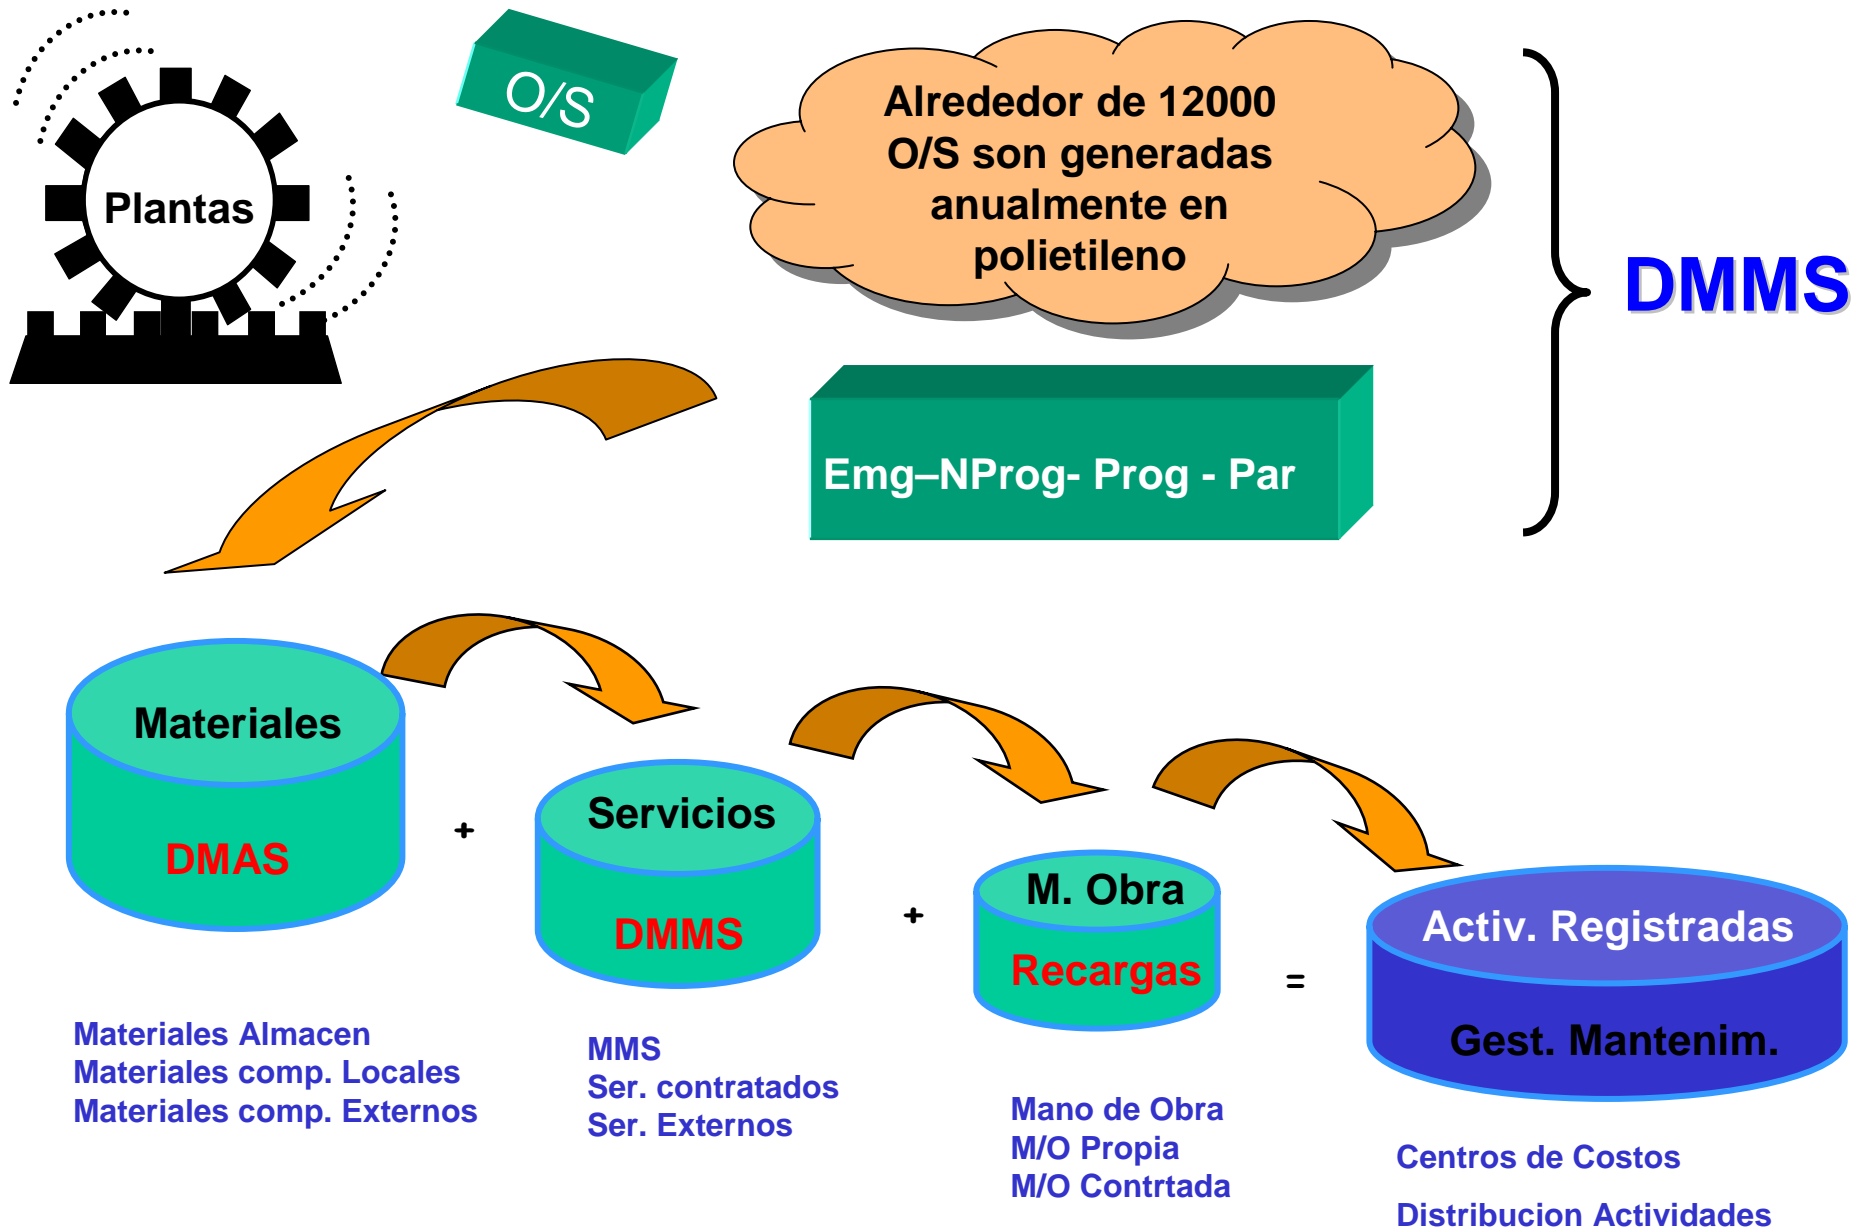 O/S
Alrededor de 12000
O/S son generadas
anualmente en
polietileno
Plantas
DMMS
Emg–NProg- Prog - Par
Materiales
DMAS
+
Servicios
DMMS
+
M. Obra
Recargas
=
Activ. Registradas
Gest. Mantenim.
Materiales Almacen
Materiales comp. Locales
Materiales comp. Externos
MMS
Ser. contratados
Ser. Externos
Mano de Obra
M/O Propia
M/O Contrtada
Centros de Costos
Distribucion Actividades